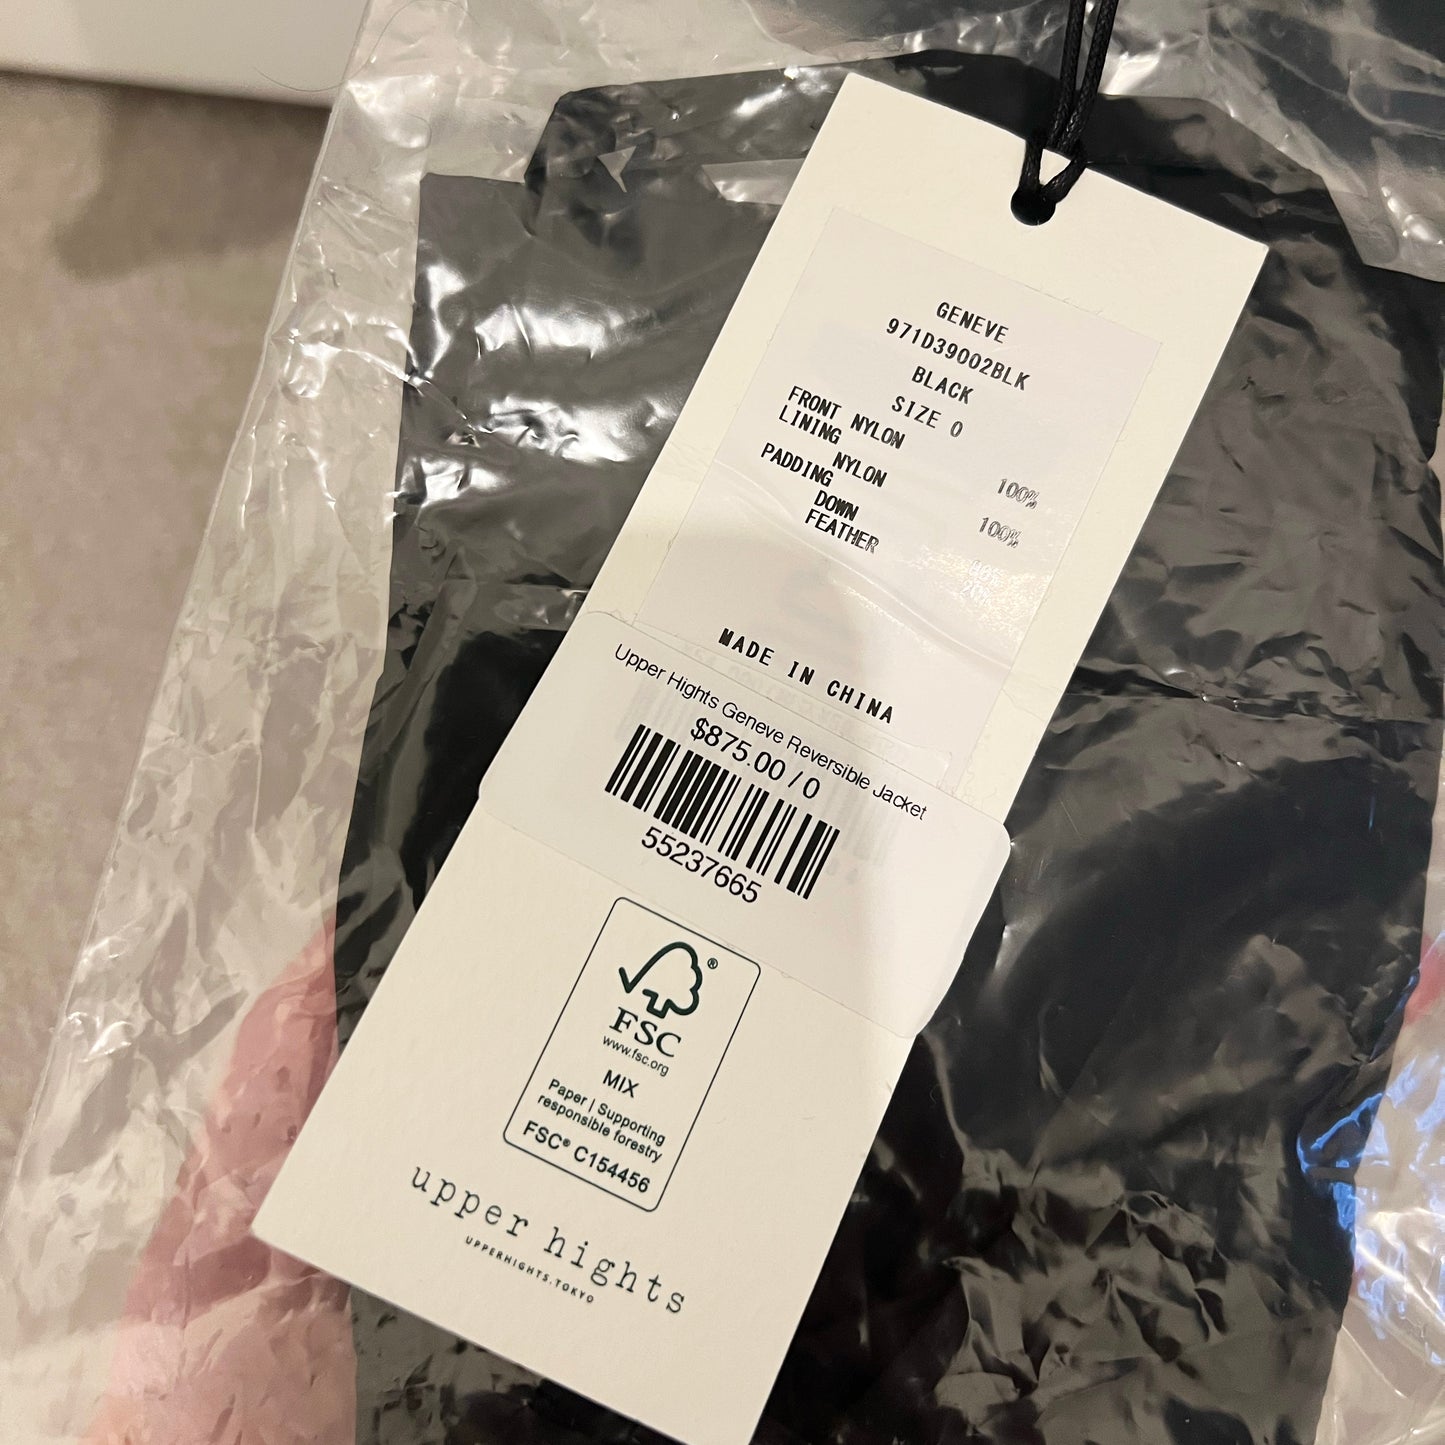 GENEVE
971D39002BLK
BLACK
SIZE 0
FRONT NYLON 100%
LINING
NYLON 100%
PADDING
DOWN
FEATHER
MADE IN CHINA
Upper Hights Geneve Reversible Jacket
$875.00 / 0
55237665
FSC®
www.fsc.org
MIX
Paper | Supporting
responsible forestry
FSC® C154456
upper hights
UPPERHIGHTS.TOKYO